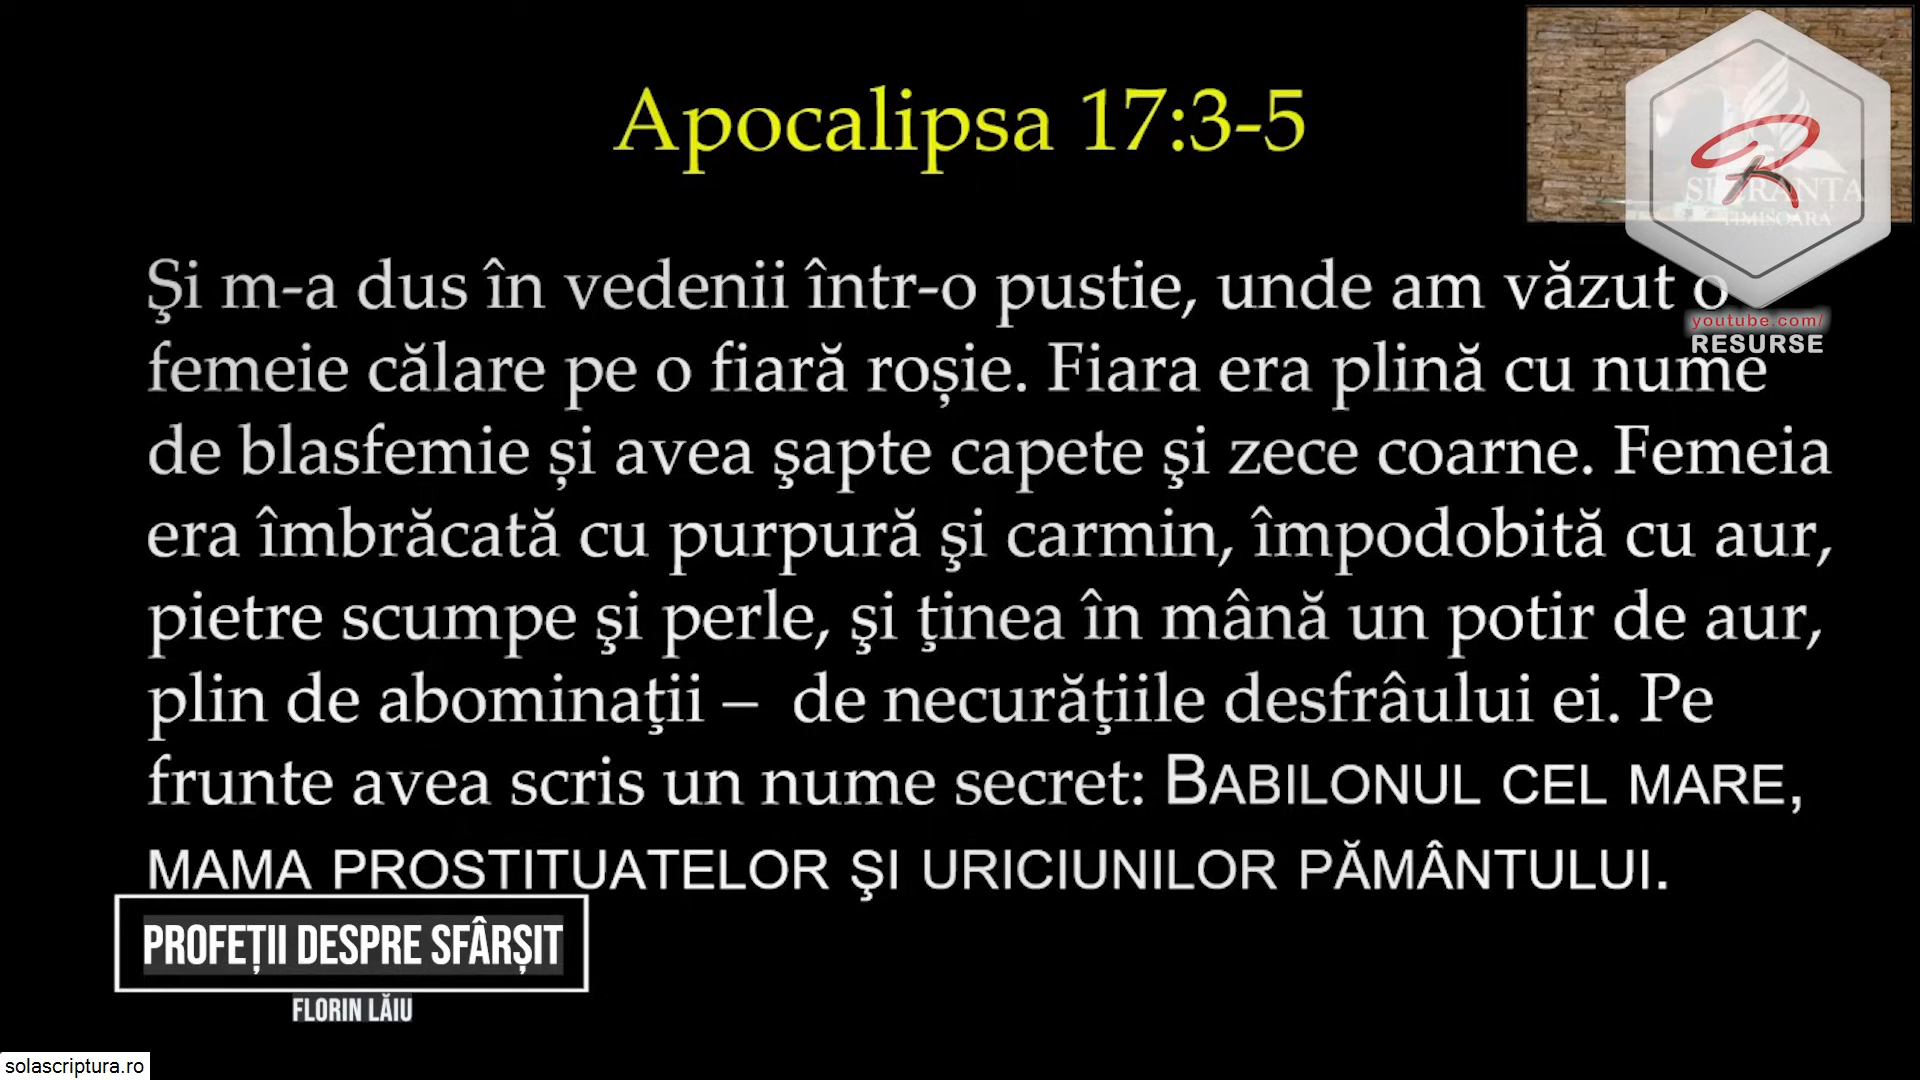 Apocalipsa 17:3-5
Şi m-a dus în vedenii într-o pustie, unde am văzut o
femeie călare pe o fiară roșie. Fiara era plină cu nume
de blasfemie și avea şapte capete şi zece coarne. Femeia
era îmbrăcată cu purpură şi carmin, împodobită cu aur,
pietre scumpe şi perle, şi ţinea în mână un potir de aur,
plin de abominaţii – de necurăţiile desfrâului ei. Pe
frunte avea scris un nume secret: BABILONUL CEL MARE,
MAMA PROSTITUATELOR ŞI URICIUNILOR PĂMÂNTULUI.
R
SPERANȚA
TIMIȘOARA
youtube.com/
RESURSE
PROFEȚII DESPRE SFÂRȘIT
FLORIN LĂIU
solascriptura.ro